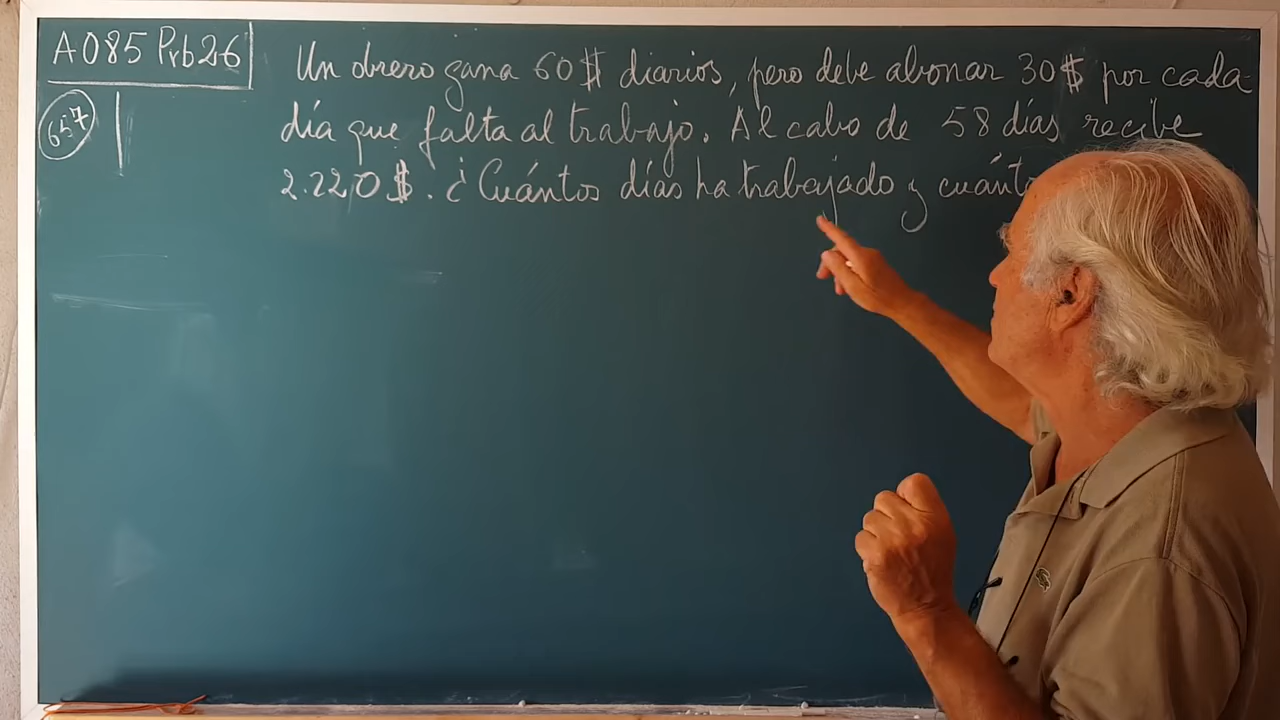 A085 Prb26
657
Un obrero gana 60$ diarios, pero debe abonar 30$ por cada
día que falta al trabajo. Al cabo de 58 días recibe
2.220$. ¿Cuántos días ha trabajado y